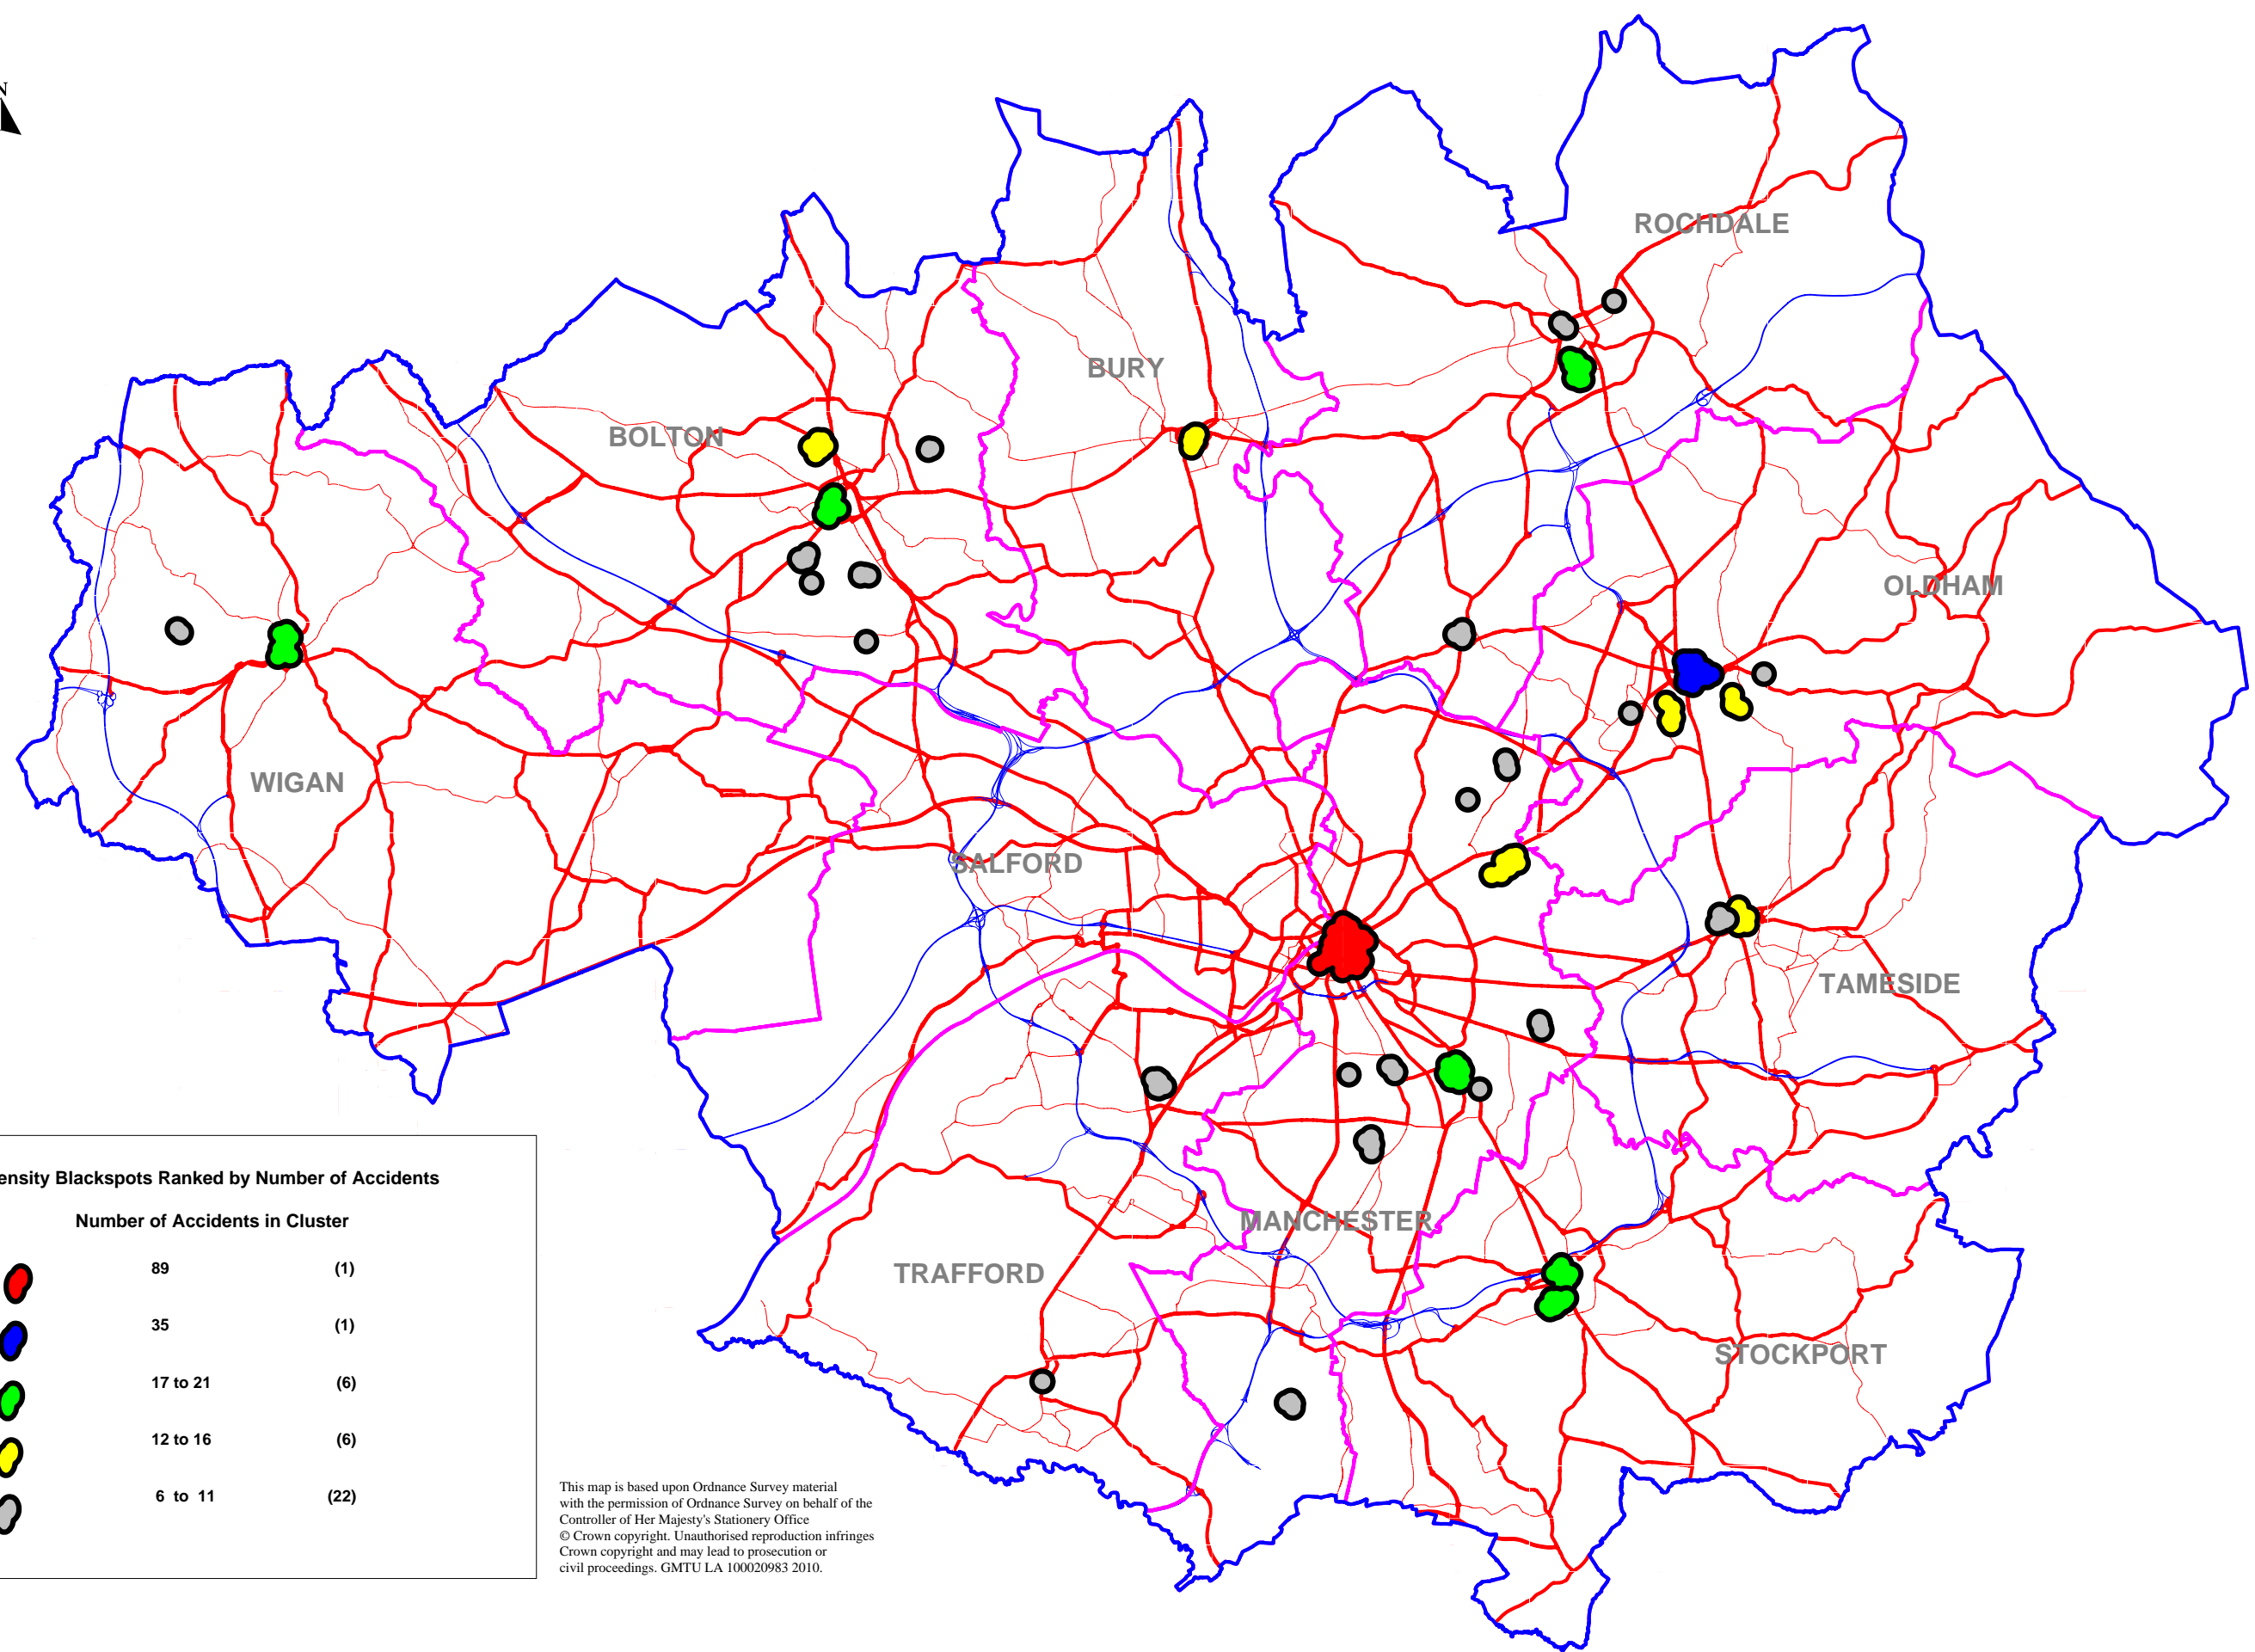 N
ROCHDALE
BURY
BOLTON
OLDHAM
WIGAN
SALFORD
TAMESIDE
MANCHESTER
TRAFFORD
STOCKPORT
ensity Blackspots Ranked by Number of Accidents
Number of Accidents in Cluster
89 (1)
35 (1)
17 to 21 (6)
12 to 16 (6)
6 to 11 (22)
This map is based upon Ordnance Survey material
with the permission of Ordnance Survey on behalf of the
Controller of Her Majesty's Stationery Office
© Crown copyright. Unauthorised reproduction infringes
Crown copyright and may lead to prosecution or
civil proceedings. GMTU LA 100020983 2010.